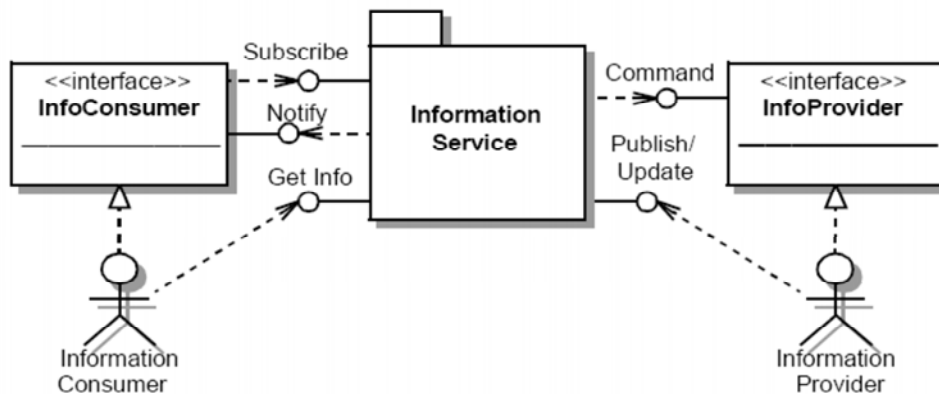 Subscribe
<<interface>>
InfoConsumer
Notify
Get Info
Information
Service
Command
<<interface>>
InfoProvider
Publish/
Update
Information
Consumer
Information
Provider